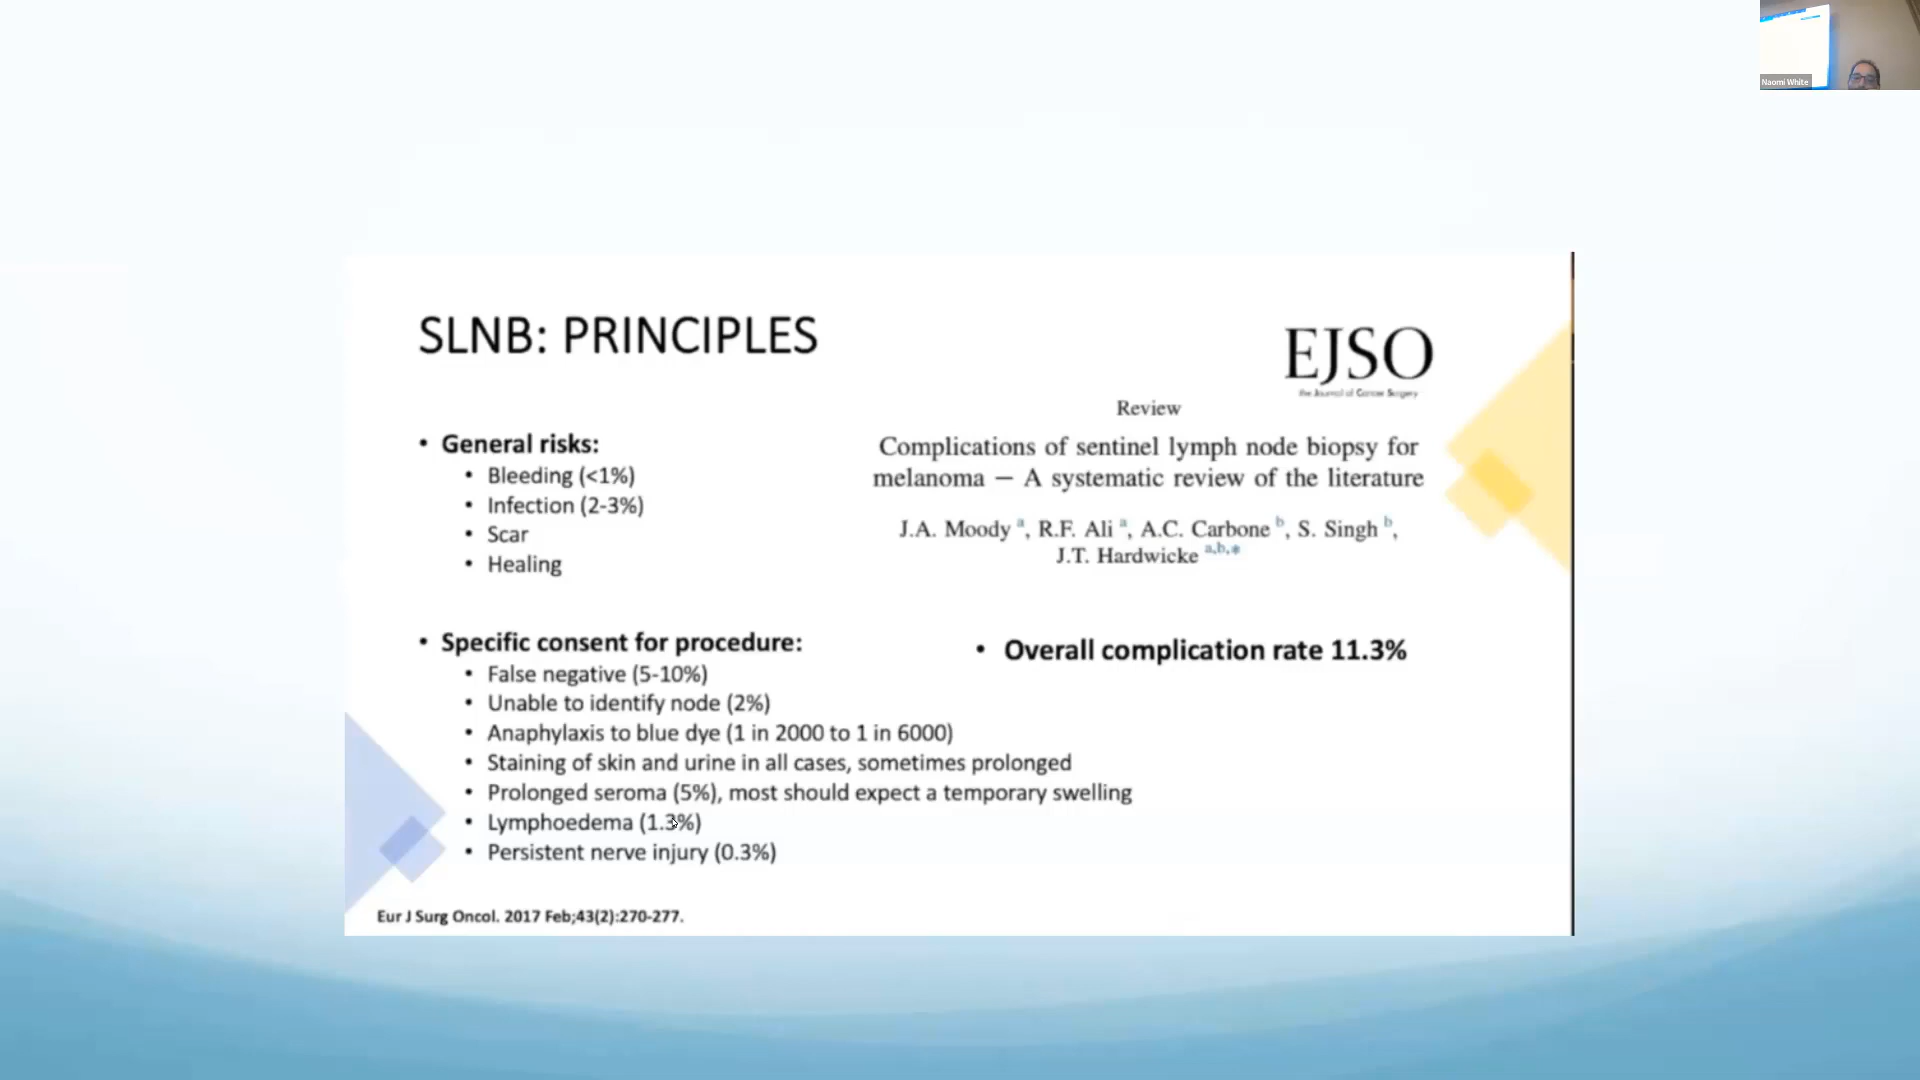 Naomi White
SLNB: PRINCIPLES
EJSO
the Journal of Cancer Surgery
Review
Complications of sentinel lymph node biopsy for
melanoma — A systematic review of the literature
J.A. Moody a, R.F. Ali a, A.C. Carbone b, S. Singh b,
J.T. Hardwicke a,b,*
• General risks:
• Bleeding (<1%)
• Infection (2-3%)
• Scar
• Healing
• Specific consent for procedure:
• False negative (5-10%)
• Unable to identify node (2%)
• Anaphylaxis to blue dye (1 in 2000 to 1 in 6000)
• Staining of skin and urine in all cases, sometimes prolonged
• Prolonged seroma (5%), most should expect a temporary swelling
• Lymphoedema (1.3%)
• Persistent nerve injury (0.3%)
• Overall complication rate 11.3%
Eur J Surg Oncol. 2017 Feb;43(2):270-277.